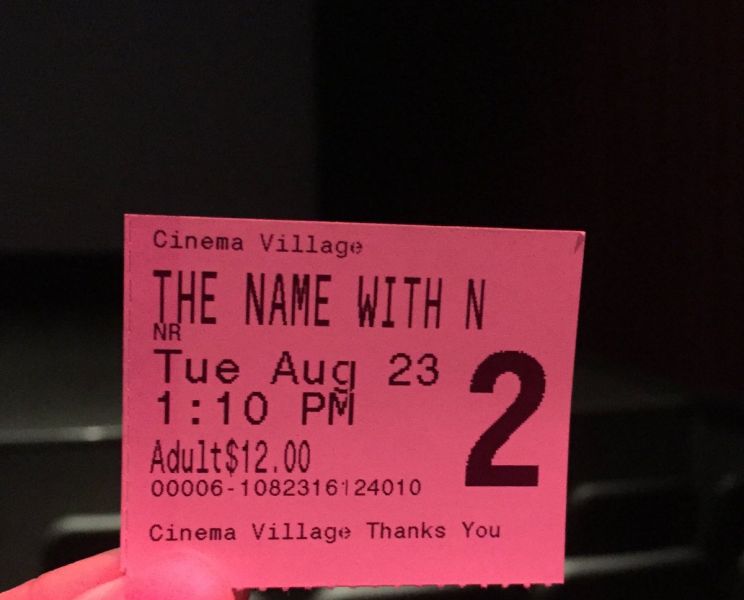 Cinema Village
THE NAME WITH N
NR
Tue Aug 23
1:10 PM
2
Adult$12.00
00006-1082316124010
Cinema Village Thanks You